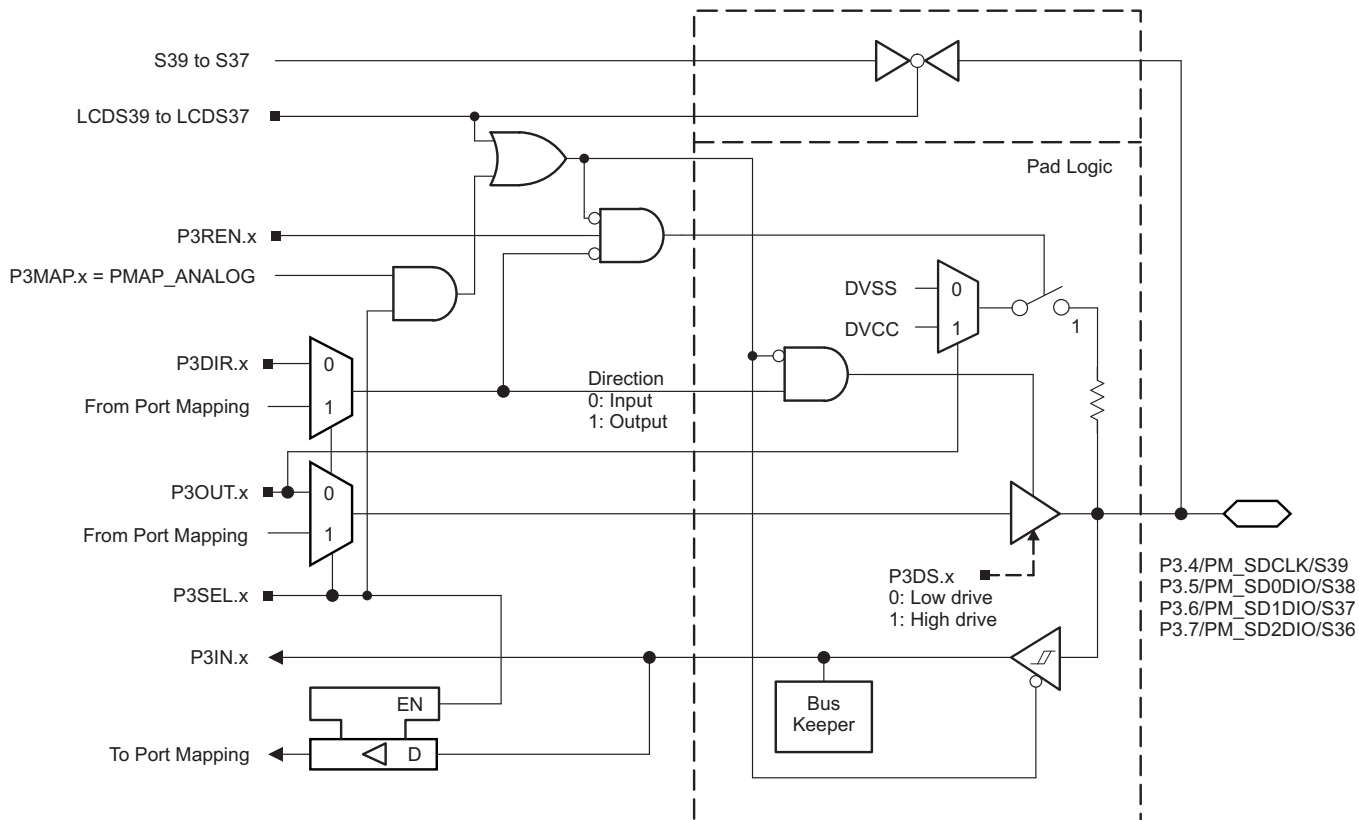 S39 to S37
LCDS39 to LCDS37
Pad Logic
P3REN.x
P3MAP.x = PMAP_ANALOG
DVSS
0
DVCC
1
1
P3DIR.x
0
Direction
0: Input
1: Output
From Port Mapping
1
P3OUT.x
0
From Port Mapping
1
P3DS.x
0: Low drive
1: High drive
P3.4/PM_SDCLK/S39
P3.5/PM_SD0DIO/S38
P3.6/PM_SD1DIO/S37
P3.7/PM_SD2DIO/S36
P3SEL.x
P3IN.x
EN
Bus
Keeper
To Port Mapping
D